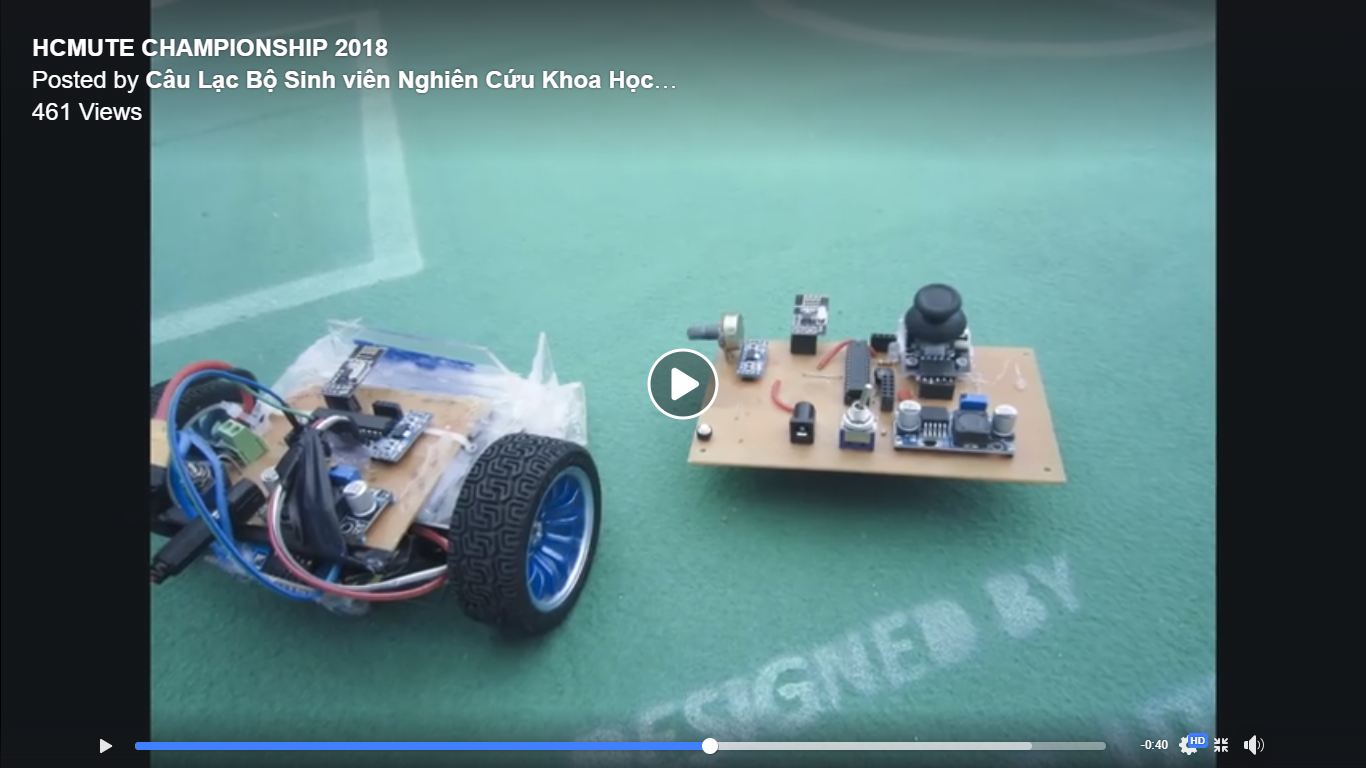 HCMUTE CHAMPIONSHIP 2018
Posted by Câu Lạc Bộ Sinh viên Nghiên Cứu Khoa Học…
461 Views
DESIGNED BY
-0:40
HD